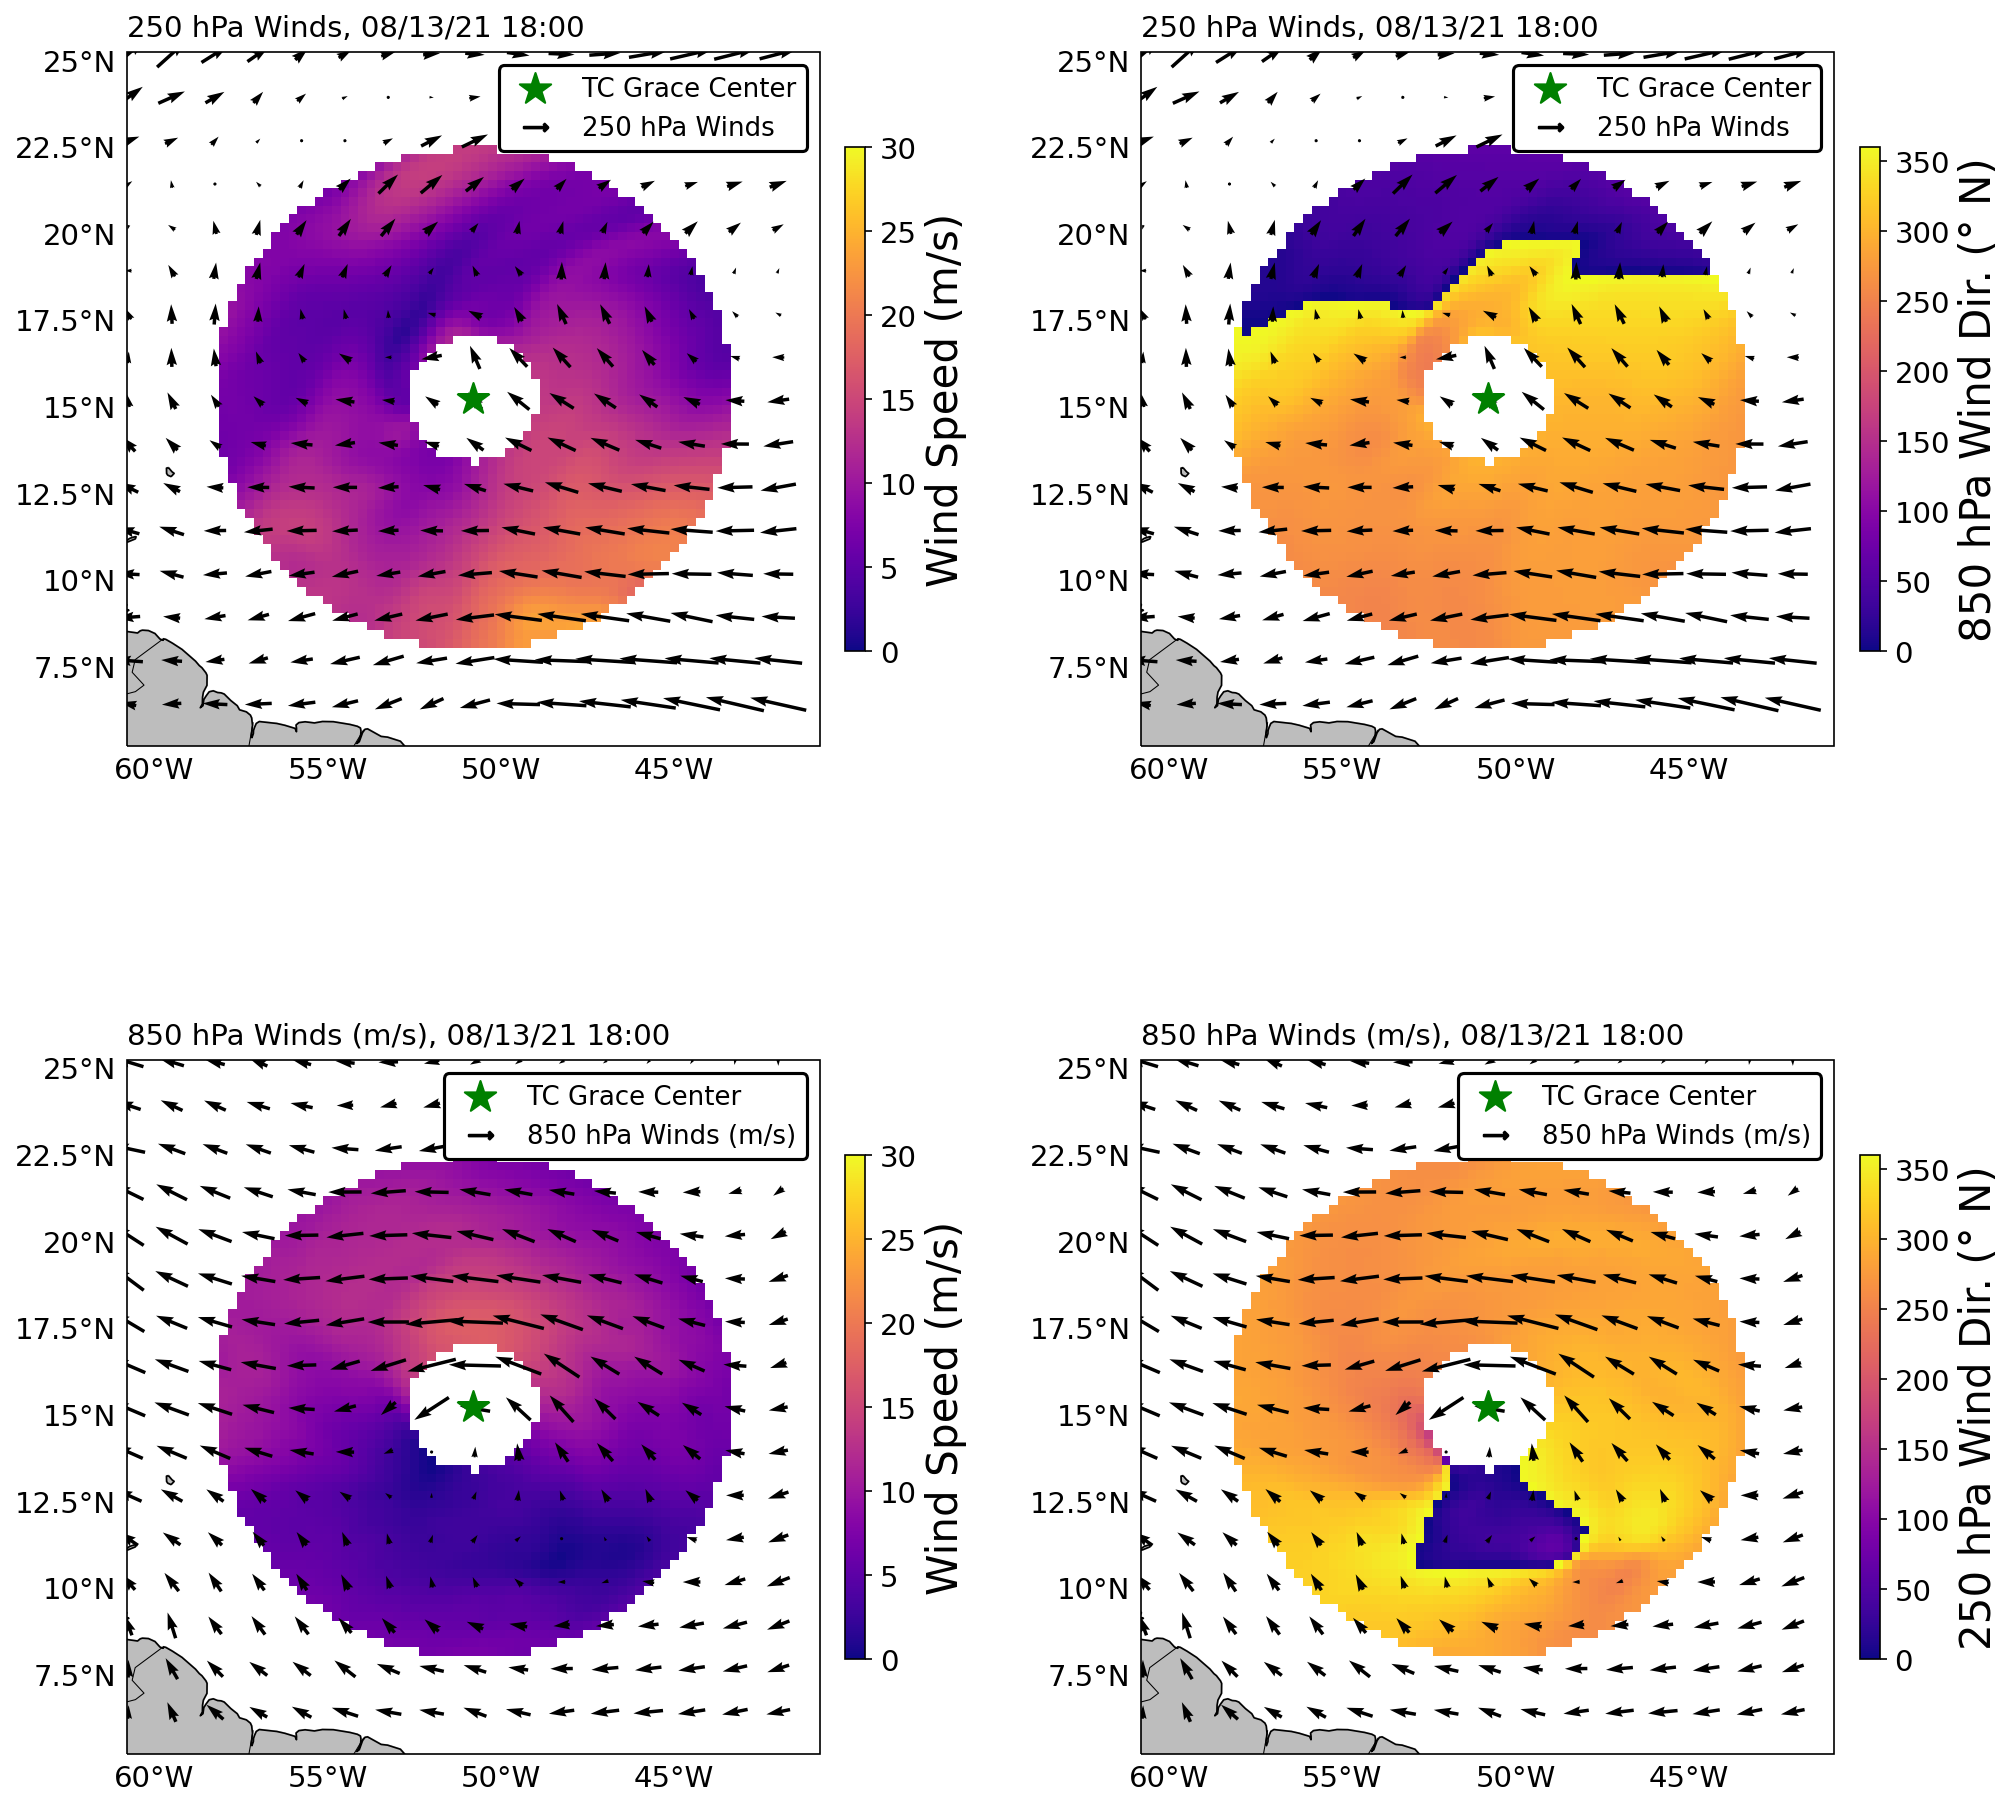 250 hPa Winds, 08/13/21 18:00
25°N
22.5°N
20°N
17.5°N
15°N
12.5°N
10°N
7.5°N
60°W 55°W 50°W 45°W
TC Grace Center
250 hPa Winds
30
25
20
15
10
5
0
Wind Speed (m/s)
250 hPa Winds, 08/13/21 18:00
25°N
22.5°N
20°N
17.5°N
15°N
12.5°N
10°N
7.5°N
60°W 55°W 50°W 45°W
TC Grace Center
250 hPa Winds
350
300
250
200
150
100
50
0
850 hPa Wind Dir. (° N)
850 hPa Winds (m/s), 08/13/21 18:00
25°N
22.5°N
20°N
17.5°N
15°N
12.5°N
10°N
7.5°N
60°W 55°W 50°W 45°W
TC Grace Center
850 hPa Winds (m/s)
30
25
20
15
10
5
0
Wind Speed (m/s)
850 hPa Winds (m/s), 08/13/21 18:00
25°N
22.5°N
20°N
17.5°N
15°N
12.5°N
10°N
7.5°N
60°W 55°W 50°W 45°W
TC Grace Center
850 hPa Winds (m/s)
350
300
250
200
150
100
50
0
250 hPa Wind Dir. (° N)